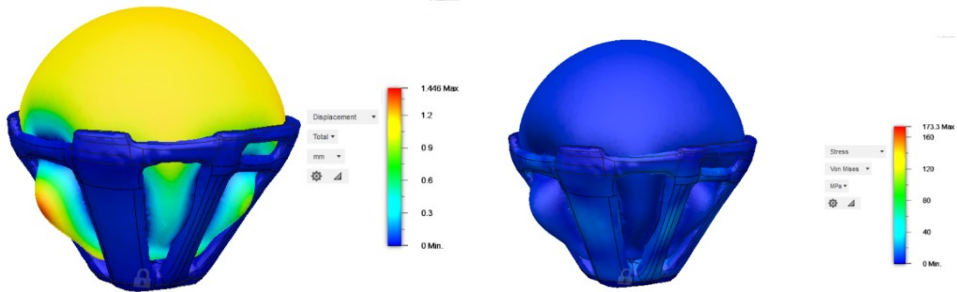 1.446 Max
Displacement
1.2
Total
0.9
mm
0.6
0.3
0 Min.
173.3 Max
160
Stress
120
Von Mises
MPa
80
40
0 Min.